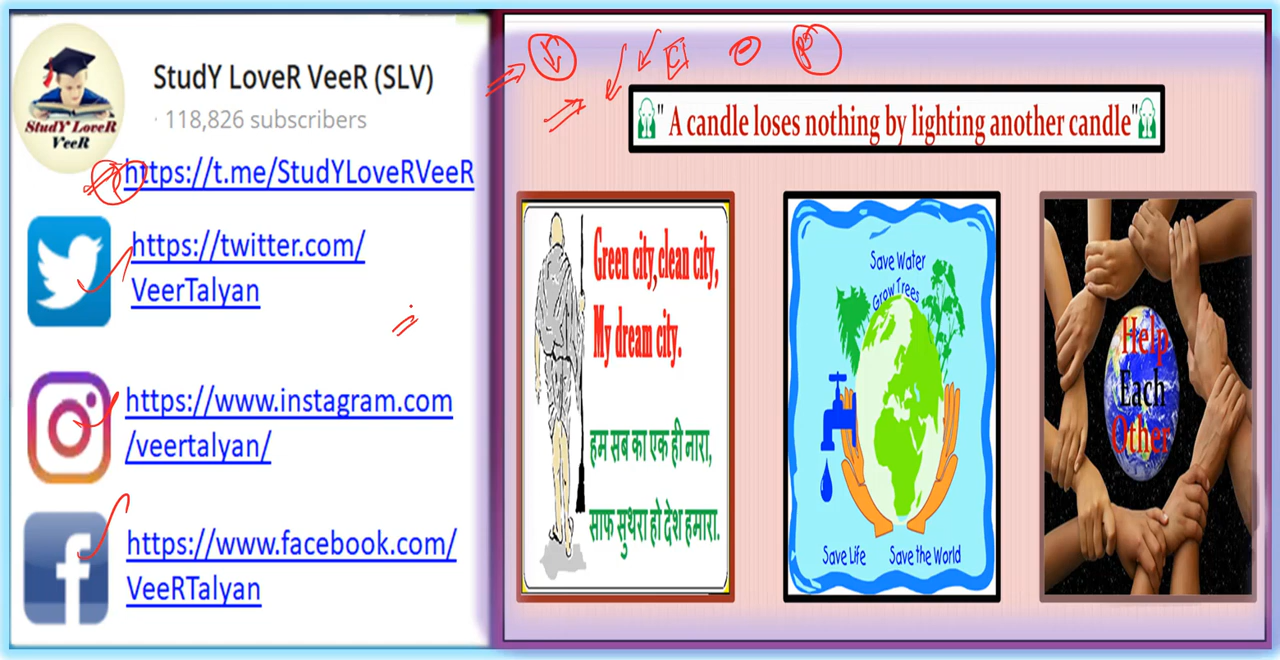 StudY LoveR VeeR (SLV)
· 118,826 subscribers
StudY LoveR
VeeR
https://t.me/StudYLoveRVeeR
https://twitter.com/
VeerTalyan
https://www.instagram.com
/veertalyan/
https://www.facebook.com/
VeeRTalyan
" A candle loses nothing by lighting another candle"
Green city, clean city,
My dream city.
हम सब का एक ही नारा,
साफ सुथरा हो देश हमारा.
Save Water
Grow Trees
Save Life Save the World
Help
Each
Other